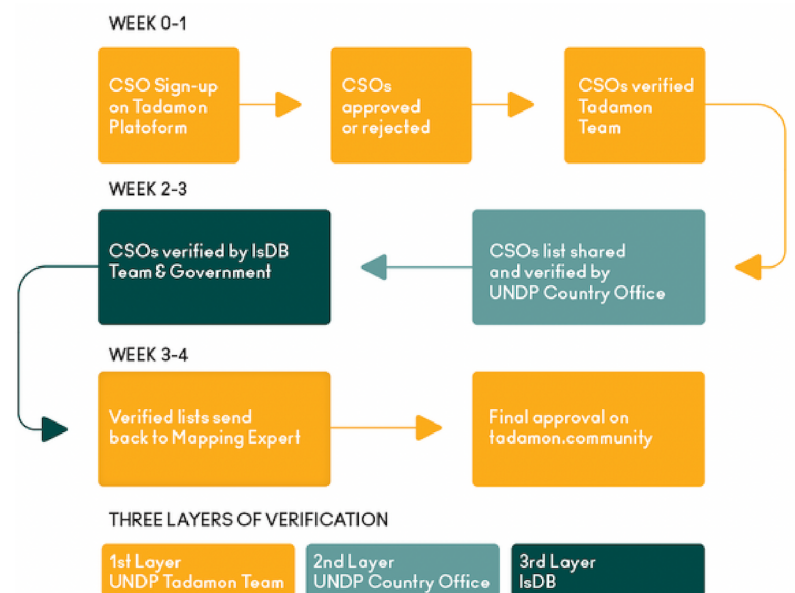 WEEK 0-1
CSO Sign-up
on Tadamon
Platoform
CSOs
approved
or rejected
CSOs verified
Tadamon
Team
WEEK 2-3
CSOs verified by IsDB
Team & Government
CSOs list shared
and verified by
UNDP Country Office
WEEK 3-4
Verified lists send
back to Mapping Expert
Final approval on
tadamon.community
THREE LAYERS OF VERIFICATION
1st Layer
UNDP Tadamon Team
2nd Layer
UNDP Country Office
3rd Layer
IsDB